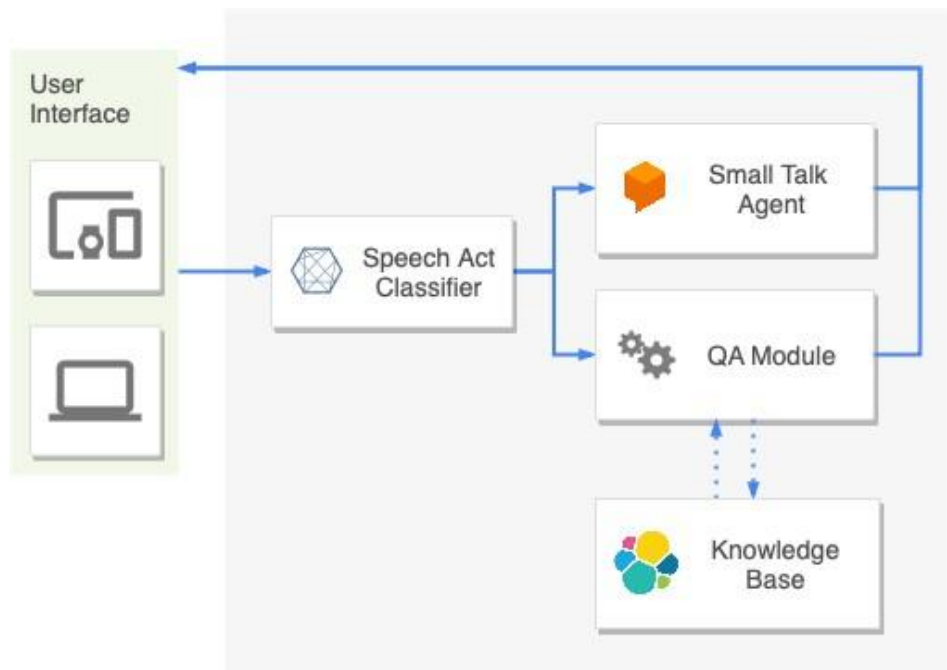 User
Interface
Speech Act
Classifier
Small Talk
Agent
QA Module
Knowledge
Base